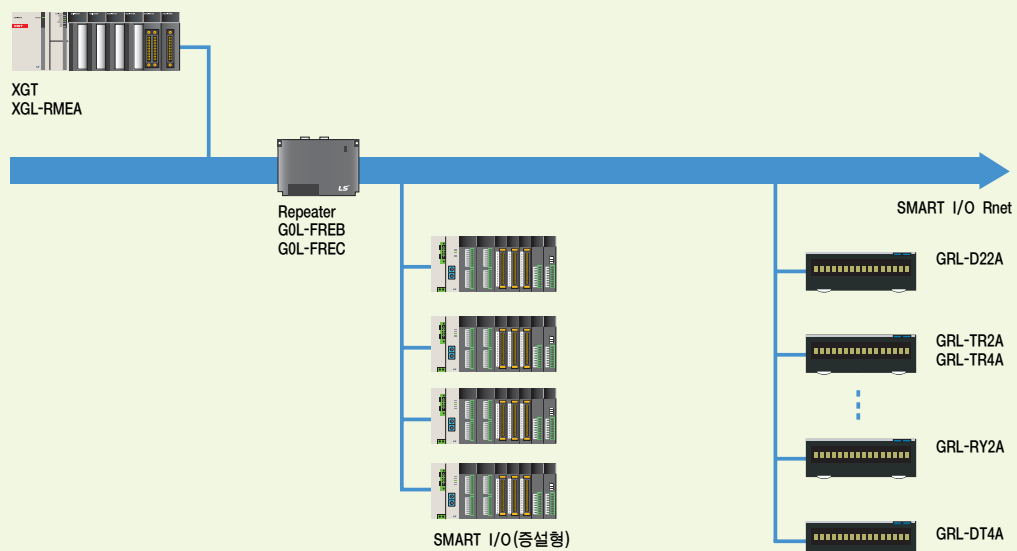 XGT
XGL-RMEA
LS
Repeater
G0L-FREB
G0L-FREC
SMART I/O Rnet
GRL-D22A
GRL-TR2A
GRL-TR4A
GRL-RY2A
GRL-DT4A
SMART I/O(증설형)